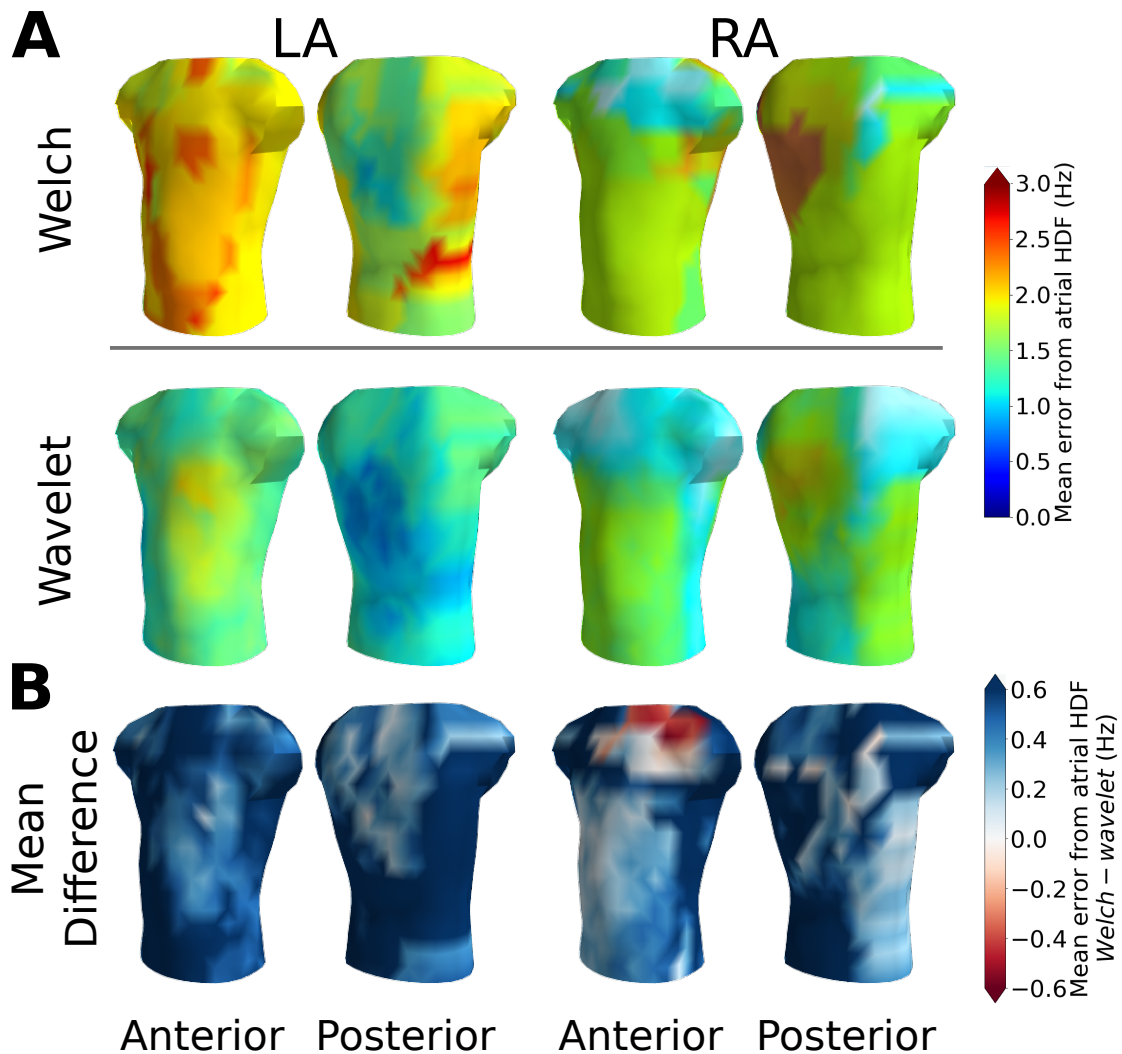 A
LA
RA
Welch
3.0
2.5
2.0
1.5
1.0
0.5
0.0
Mean error from atrial HDF (Hz)
Wavelet
B
Mean
Difference
0.6
0.4
0.2
0.0
−0.2
−0.4
−0.6
Mean error from atrial HDF
Welch − wavelet (Hz)
Anterior
Posterior
Anterior
Posterior